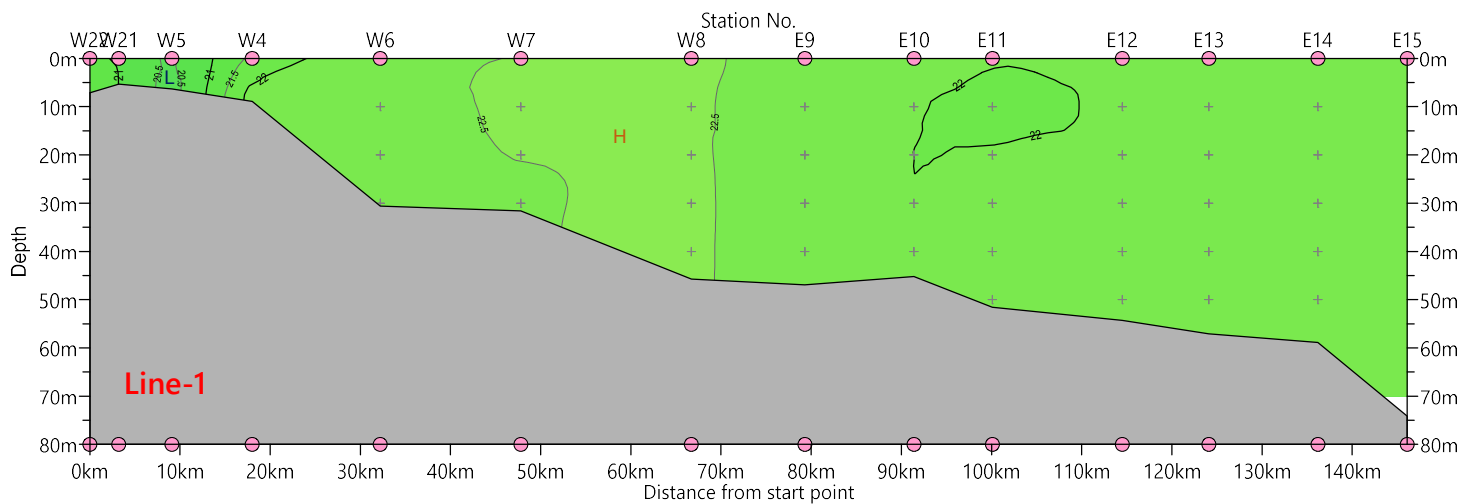 Station No.
W22 W21 W5 W4 W6 W7 W8 E9 E10 E11 E12 E13 E14 E15
0m 0m
21 20.5 L 20.5 21 21.5 22 22
10m 10m
22.5 22.5 H 22
20m 20m
30m 30m
40m 40m
Depth
50m 50m
60m 60m
Line-1
70m 70m
80m 80m
0km 10km 20km 30km 40km 50km 60km 70km 80km 90km 100km 110km 120km 130km 140km
Distance from start point